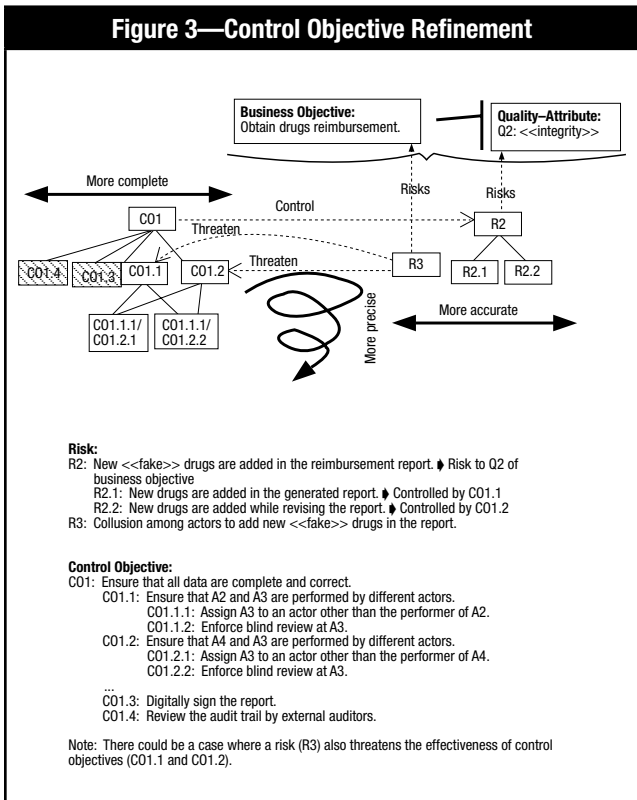 Figure 3—Control Objective Refinement
Business Objective:
Obtain drugs reimbursement.
Quality–Attribute:
Q2: <<integrity>>
More complete
Risks
Risks
Control
CO1
R2
Threaten
CO1.4
CO1.3
CO1.1
CO1.2
Threaten
R3
R2.1
R2.2
More precise
More accurate
CO1.1.1/
CO1.2.1
CO1.1.1/
CO1.2.2
Risk:
R2: New <<fake>> drugs are added in the reimbursement report. ➧ Risk to Q2 of
business objective
R2.1: New drugs are added in the generated report. ➧ Controlled by CO1.1
R2.2: New drugs are added while revising the report. ➧ Controlled by CO1.2
R3: Collusion among actors to add new <<fake>> drugs in the report.
Control Objective:
CO1: Ensure that all data are complete and correct.
CO1.1: Ensure that A2 and A3 are performed by different actors.
CO1.1.1: Assign A3 to an actor other than the performer of A2.
CO1.1.2: Enforce blind review at A3.
CO1.2: Ensure that A4 and A3 are performed by different actors.
CO1.2.1: Assign A3 to an actor other than the performer of A4.
CO1.2.2: Enforce blind review at A3.
...
CO1.3: Digitally sign the report.
CO1.4: Review the audit trail by external auditors.
Note: There could be a case where a risk (R3) also threatens the effectiveness of control
objectives (CO1.1 and CO1.2).